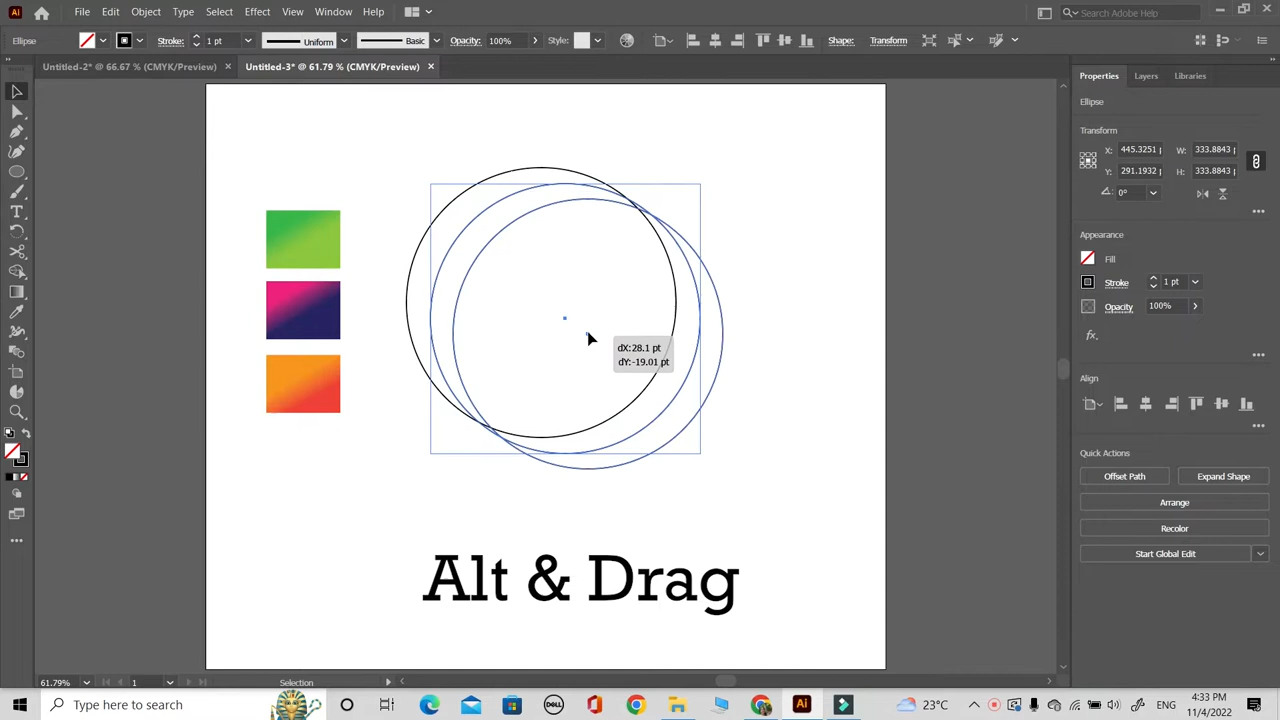 Ai File Edit Object Type Select Effect View Window Help Search Adobe Help
Ellipse Stroke: 1 pt Uniform Basic Opacity: 100% Style: Shape: Transform
Untitled-2* @ 66.67 % (CMYK/Preview) × Untitled-3* @ 61.79 % (CMYK/Preview) ×
Properties Layers Libraries
Ellipse
Transform
X: 445.3251 p W: 333.8843 p
Y: 291.1932 p H: 333.8843 p
0°
Appearance
Fill
Stroke 1 pt
Opacity 100%
fx.
Align
Quick Actions
Offset Path Expand Shape
Arrange
Recolor
Start Global Edit
dX:28.1 pt
dY:-19.01 pt
Alt & Drag
61.79% 1 Selection
Type here to search DELL Ai 23°C ENG 4:33 PM
11/4/2022